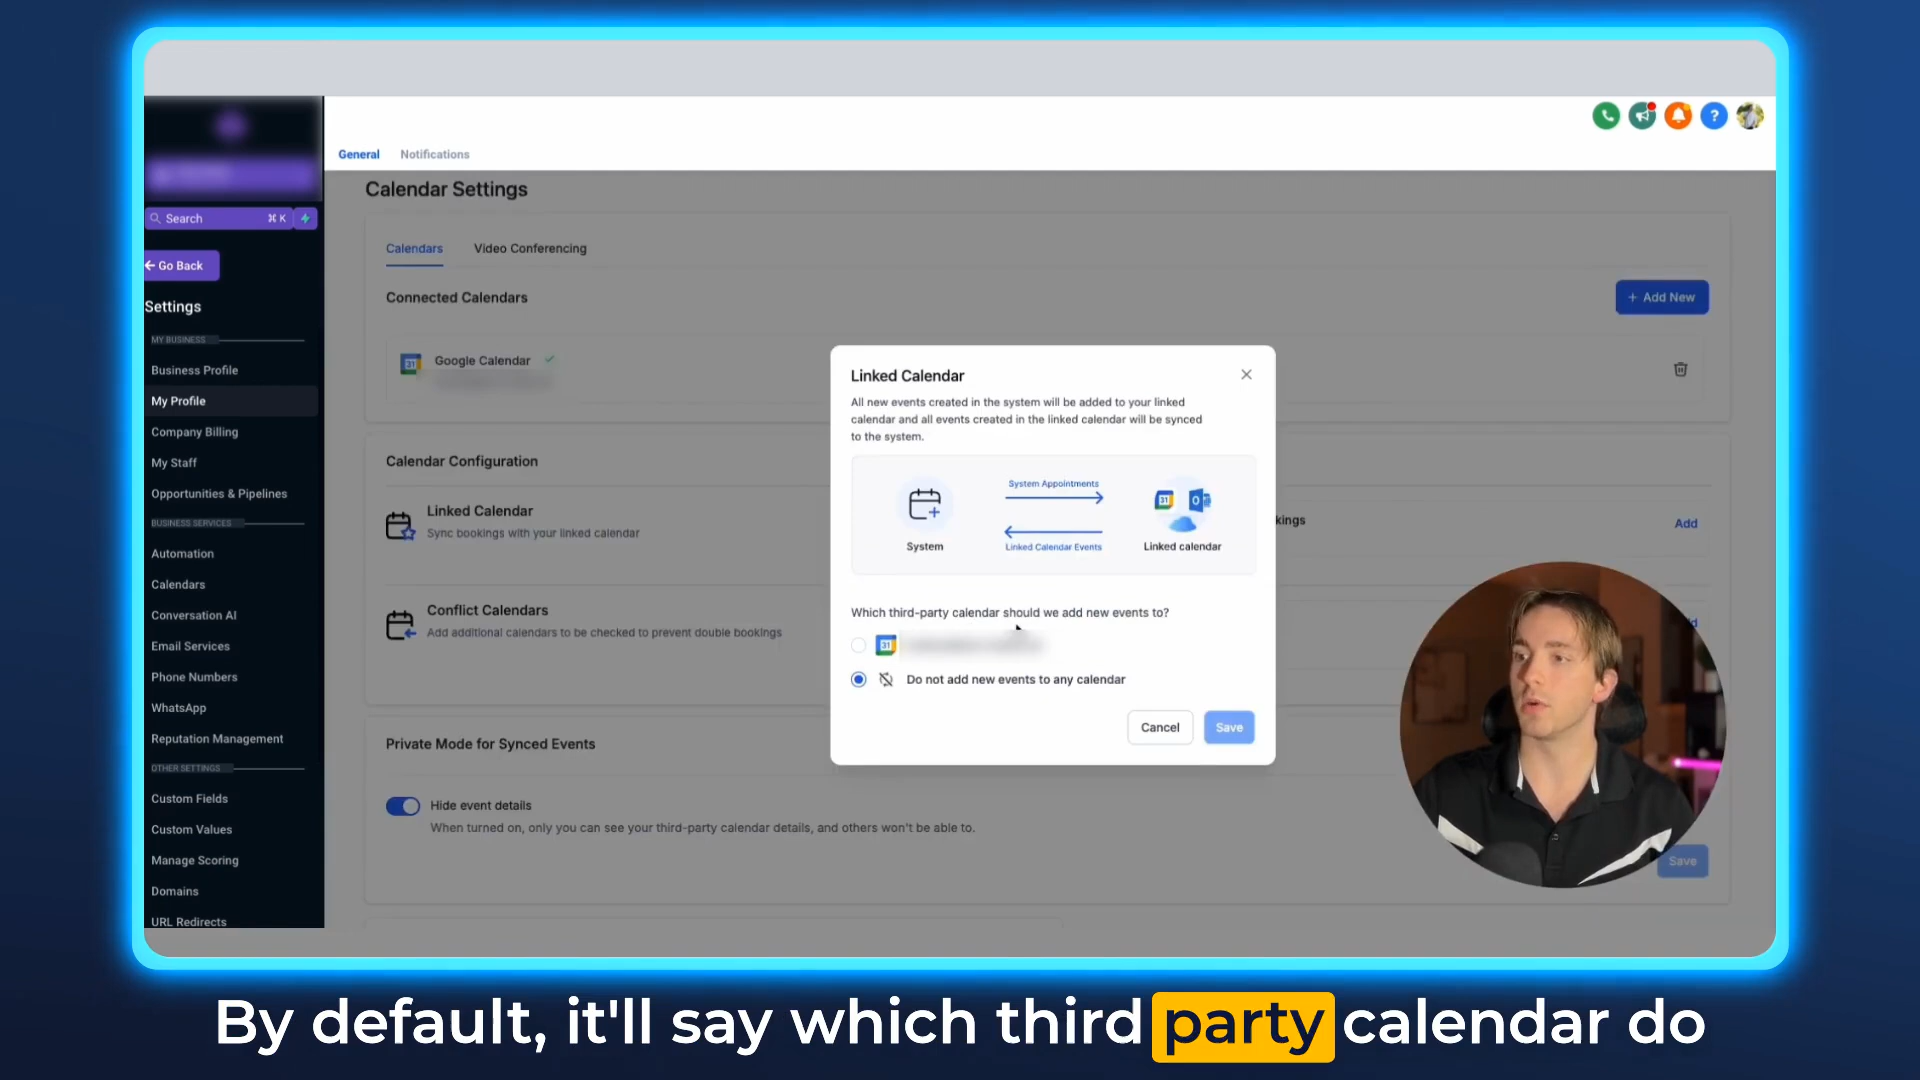 General
Notifications
Search
⌘ K
Go Back
Settings
MY BUSINESS
Business Profile
My Profile
Company Billing
My Staff
Opportunities & Pipelines
BUSINESS SERVICES
Automation
Calendars
Conversation AI
Email Services
Phone Numbers
WhatsApp
Reputation Management
OTHER SETTINGS
Custom Fields
Custom Values
Manage Scoring
Domains
URL Redirects
Calendar Settings
Calendars
Video Conferencing
Connected Calendars
+ Add New
31
Google Calendar
Calendar Configuration
Linked Calendar
Sync bookings with your linked calendar
kings
Add
Conflict Calendars
Add additional calendars to be checked to prevent double bookings
Private Mode for Synced Events
Hide event details
When turned on, only you can see your third-party calendar details, and others won't be able to.
Save
Linked Calendar
All new events created in the system will be added to your linked
calendar and all events created in the linked calendar will be synced
to the system.
System Appointments
31
System
Linked Calendar Events
Linked calendar
Which third-party calendar should we add new events to?
31
Do not add new events to any calendar
Cancel
Save
By default, it'll say which third party calendar do